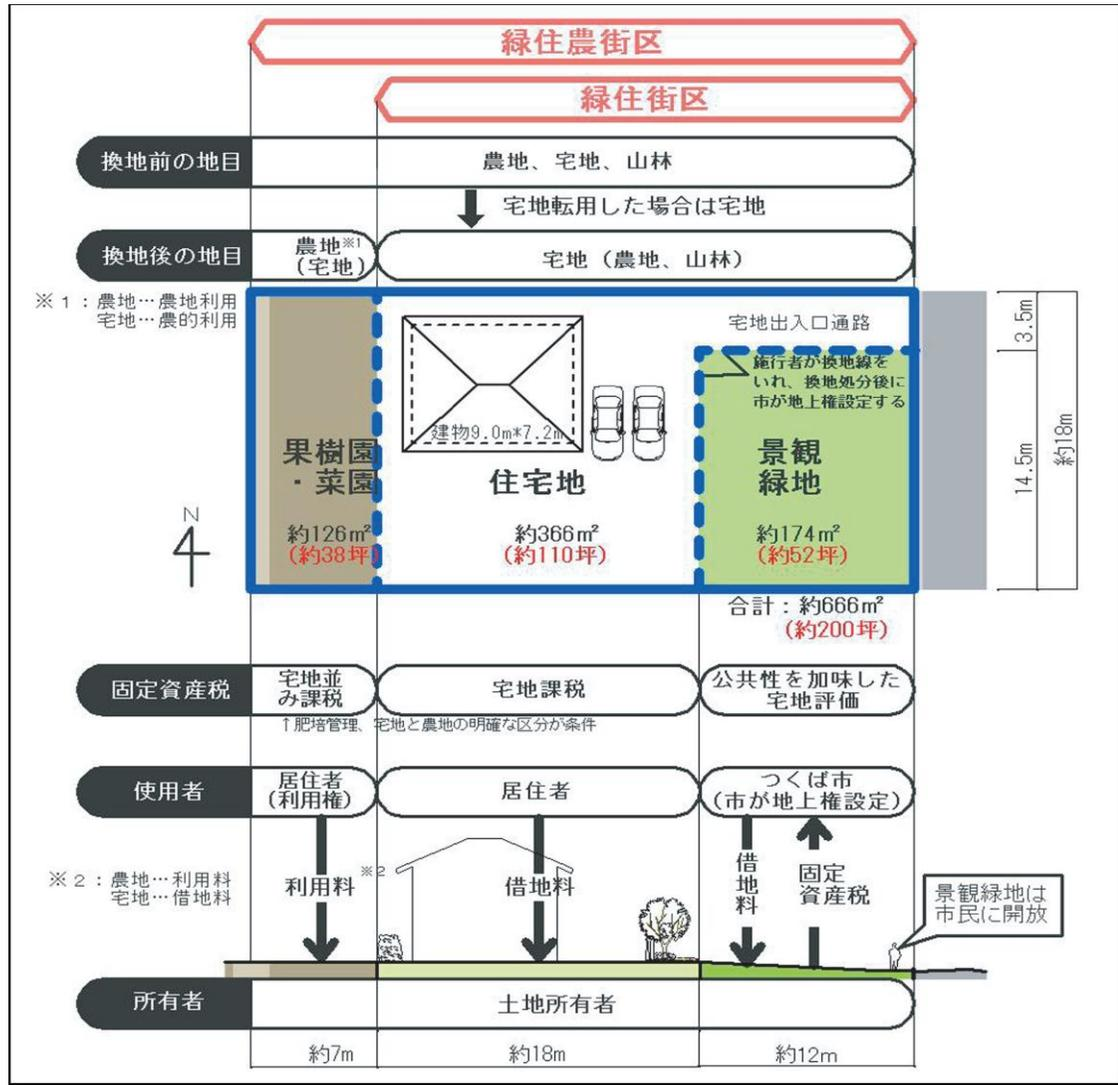 緑住農街区
緑住街区
換地前の地目
農地、宅地、山林
宅地転用した場合は宅地
換地後の地目
農地※1
(宅地)
宅地(農地、山林)
※1:農地…農地利用
宅地…農的利用
宅地出入口通路
施行者が換地線を
いれ、換地処分後に
市が地上権設定する
建物9.0m*7.2m
果樹園
・菜園
約126m²
(約38坪)
住宅地
約366m²
(約110坪)
景観
緑地
約174m²
(約52坪)
3.5m
14.5m
約18m
N
合計:約666m²
(約200坪)
固定資産税
宅地並
み課税
宅地課税
公共性を加味した
宅地評価
↑肥培管理、宅地と農地の明確な区分が条件
使用者
居住者
(利用権)
居住者
つくば市
(市が地上権設定)
※2:農地…利用料
宅地…借地料
利用料※2
借地料
借地料
固定
資産税
景観緑地は
市民に開放
所有者
土地所有者
約7m
約18m
約12m